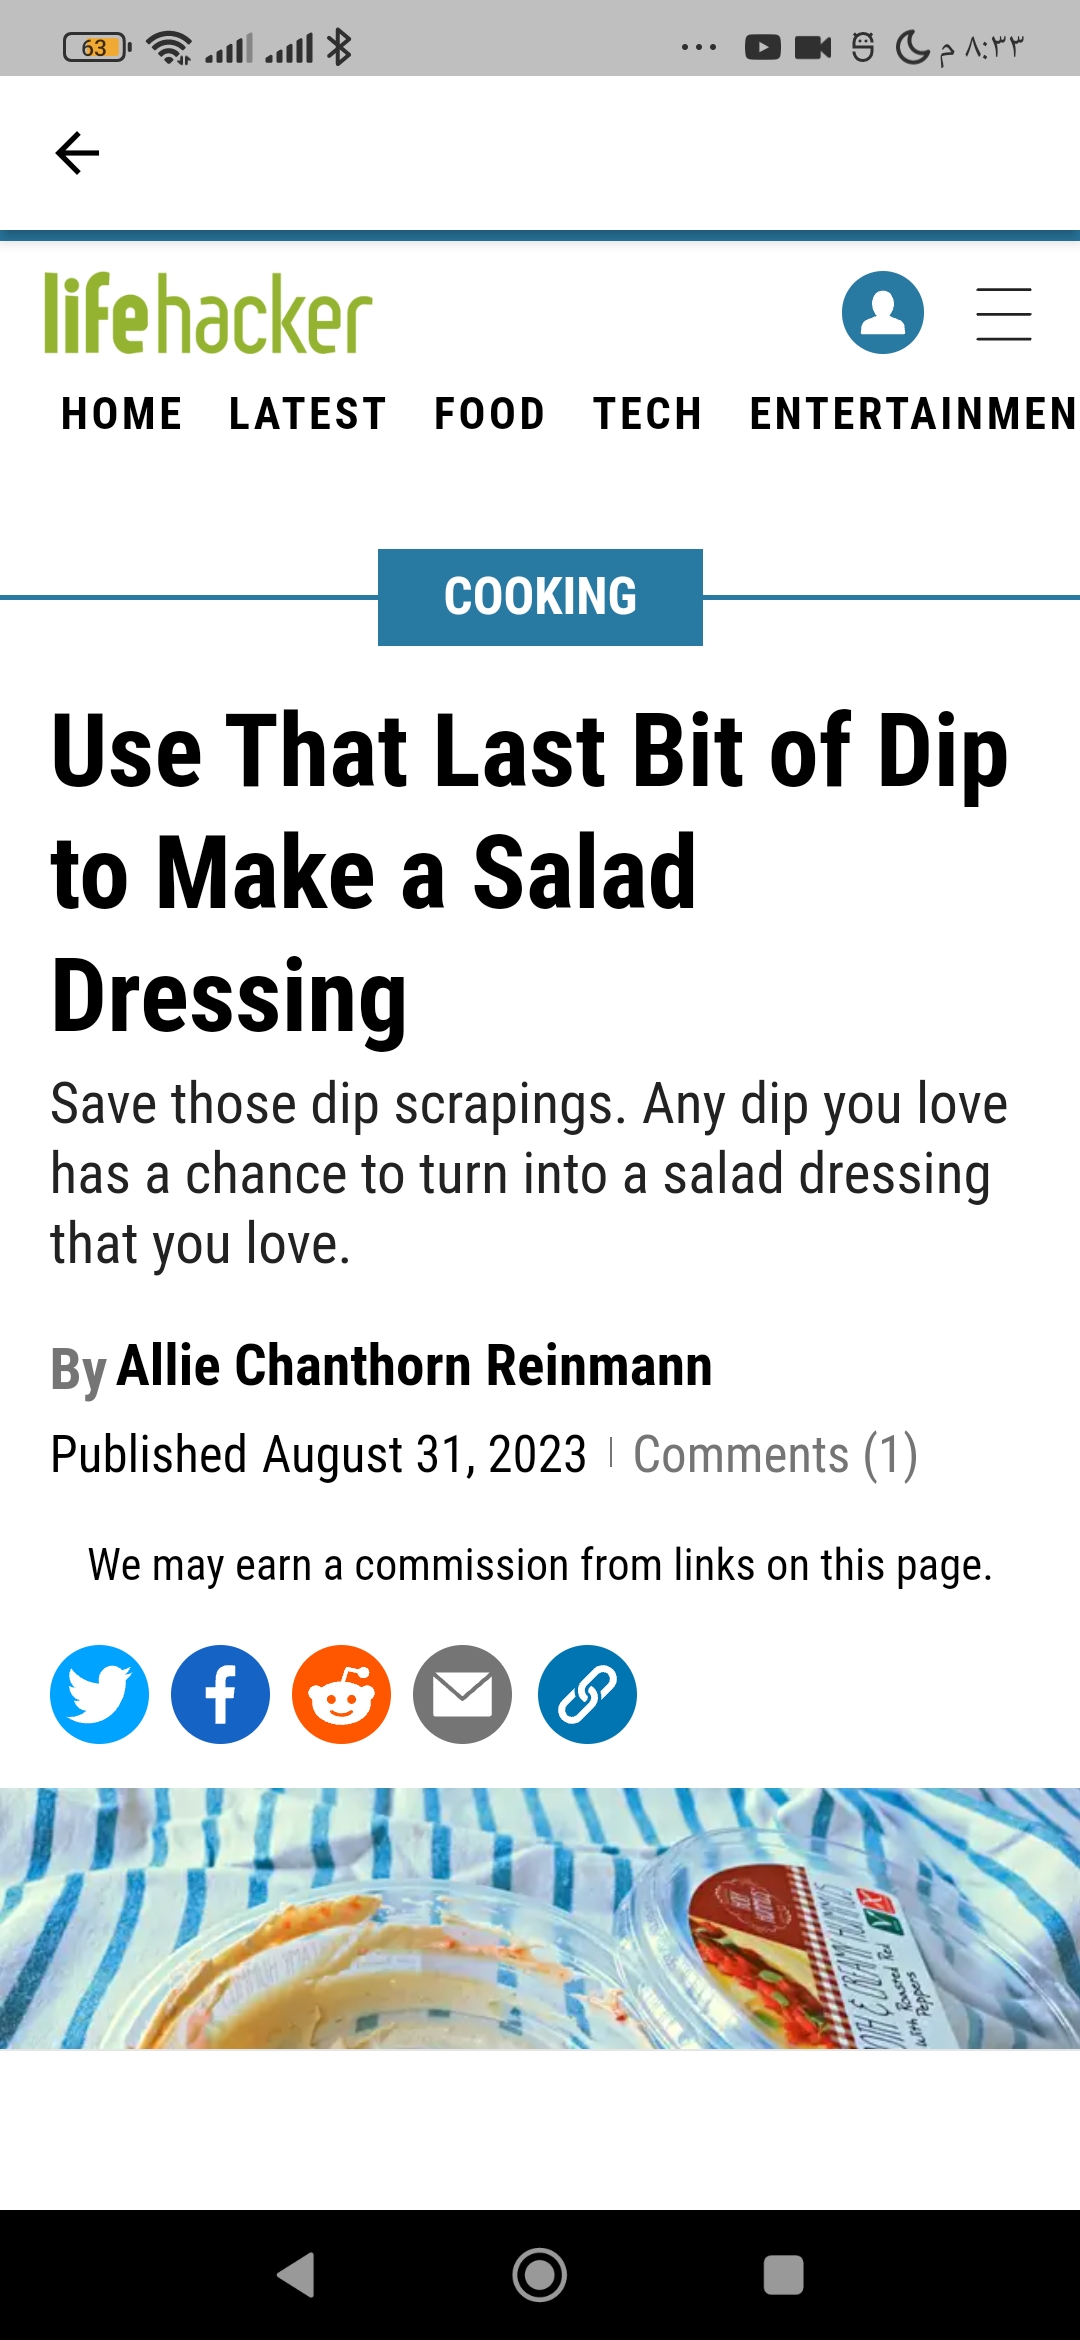 63
م ٨:٣٣
lifehacker
HOME LATEST FOOD TECH ENTERTAINMEN
COOKING
Use That Last Bit of Dip
to Make a Salad
Dressing
Save those dip scrapings. Any dip you love
has a chance to turn into a salad dressing
that you love.
By Allie Chanthorn Reinmann
Published August 31, 2023 | Comments (1)
We may earn a commission from links on this page.
with Roasted Red
Peppers